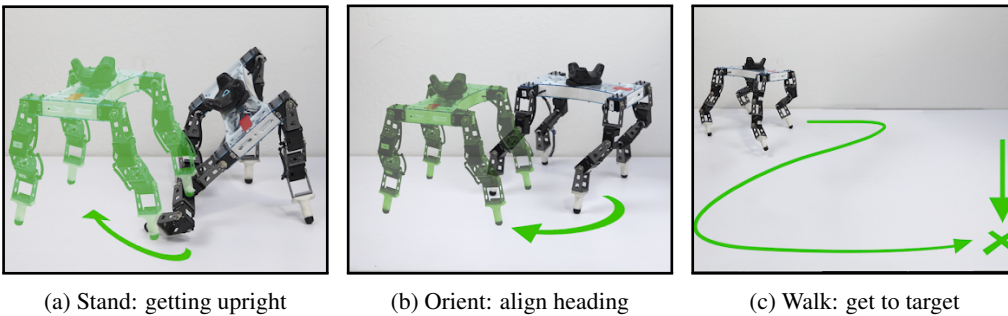 (a) Stand: getting upright
(b) Orient: align heading
(c) Walk: get to target